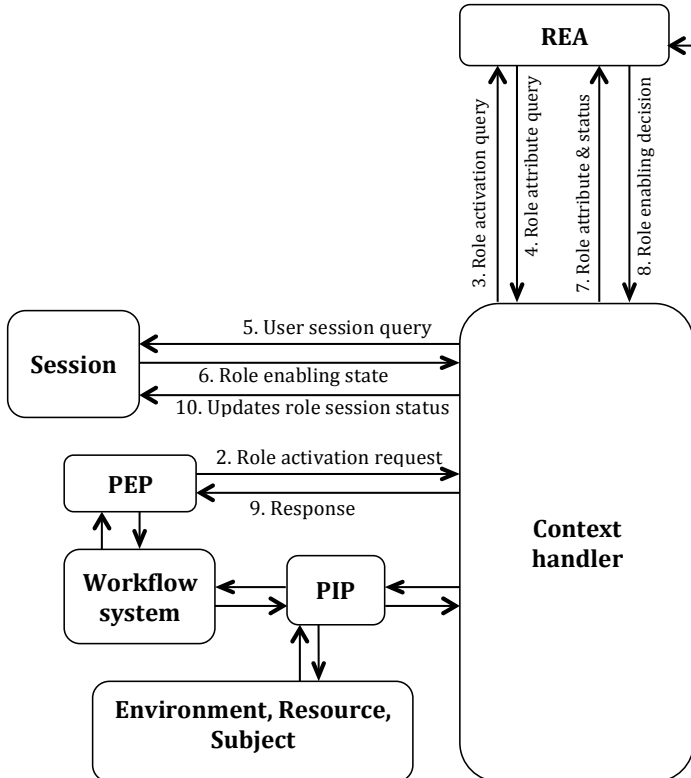 REA
3. Role activation query
4. Role attribute query
7. Role attribute & status
8. Role enabling decision
5. User session query
Session
6. Role enabling state
10. Updates role session status
2. Role activation request
PEP
9. Response
Context
handler
Workflow
system
PIP
Environment, Resource,
Subject